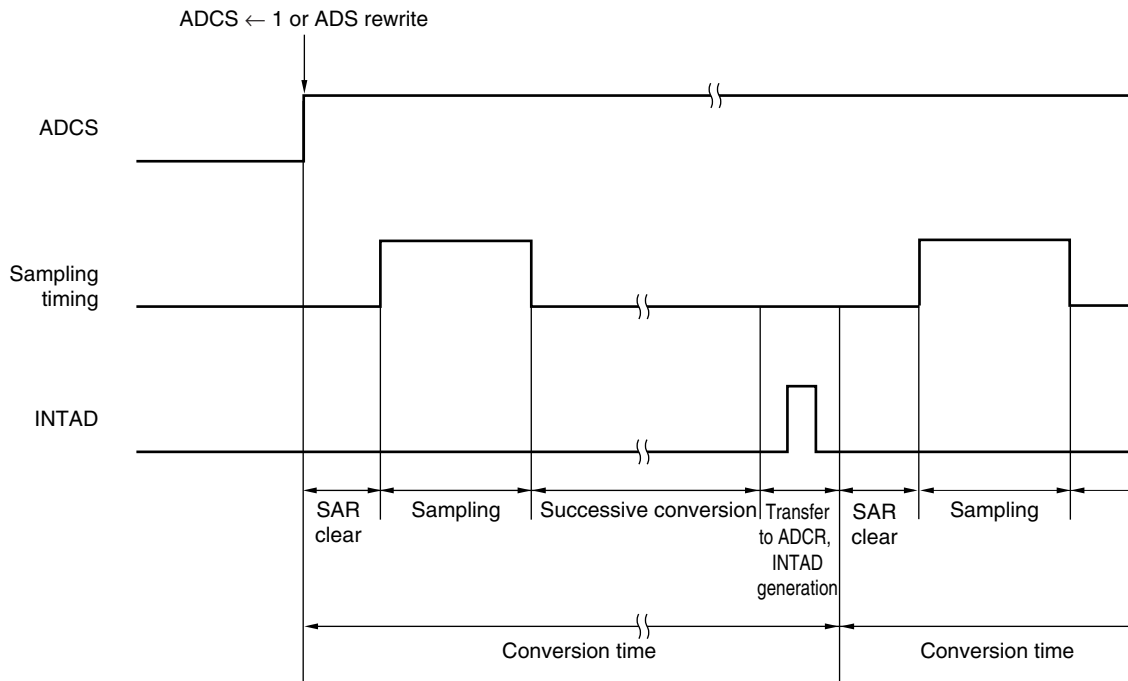 ADCS ← 1 or ADS rewrite
ADCS
Sampling
timing
INTAD
SAR
clear
Sampling
Successive conversion
Transfer
to ADCR,
INTAD
generation
SAR
clear
Sampling
Conversion time
Conversion time